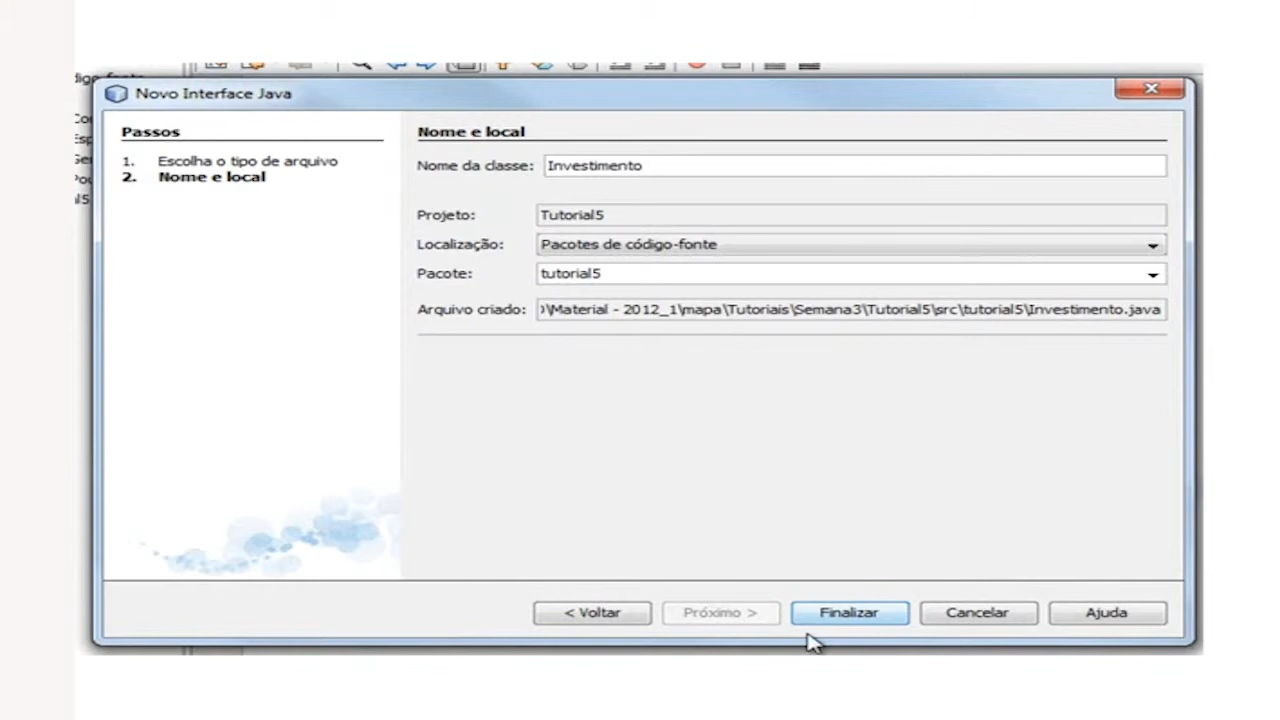 Novo Interface Java
Passos
1. Escolha o tipo de arquivo
2. Nome e local
Nome e local
Nome da classe: Investimento
Projeto: Tutorial5
Localização: Pacotes de código-fonte
Pacote: tutorial5
Arquivo criado: \Material - 2012_1\mapa\Tutoriais\Semana3\Tutorial5\src\tutorial5\Investimento.java
< Voltar
Próximo >
Finalizar
Cancelar
Ajuda